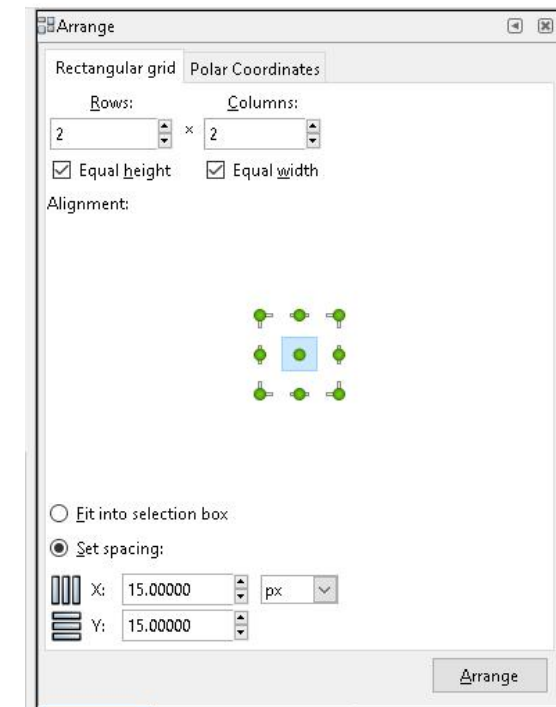 Arrange
Rectangular grid Polar Coordinates
Rows: Columns:
2 × 2
Equal height Equal width
Alignment:
Fit into selection box
Set spacing:
X: 15.00000 px
Y: 15.00000
Arrange